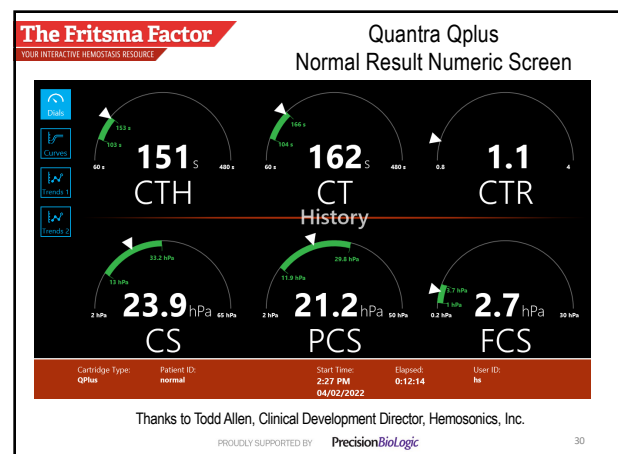 The Fritsma Factor
YOUR INTERACTIVE HEMOSTASIS RESOURCE
Quantra Qplus
Normal Result Numeric Screen
Dials
Curves
Trends 1
Trends 2
153 s
103 s
60 s
151 s
480 s
CTH
166 s
104 s
60 s
162 s
480 s
CT
0.8
1.1
4
CTR
History
33.2 hPa
13 hPa
2 hPa
23.9 hPa
65 hPa
CS
29.8 hPa
11.9 hPa
2 hPa
21.2 hPa
50 hPa
PCS
3.7 hPa
1 hPa
0.2 hPa
2.7 hPa
30 hPa
FCS
Cartridge Type:
QPlus
Patient ID:
normal
Start Time:
2:27 PM
04/02/2022
Elapsed:
0:12:14
User ID:
hs
Thanks to Todd Allen, Clinical Development Director, Hemosonics, Inc.
PROUDLY SUPPORTED BY PrecisionBioLogic
30